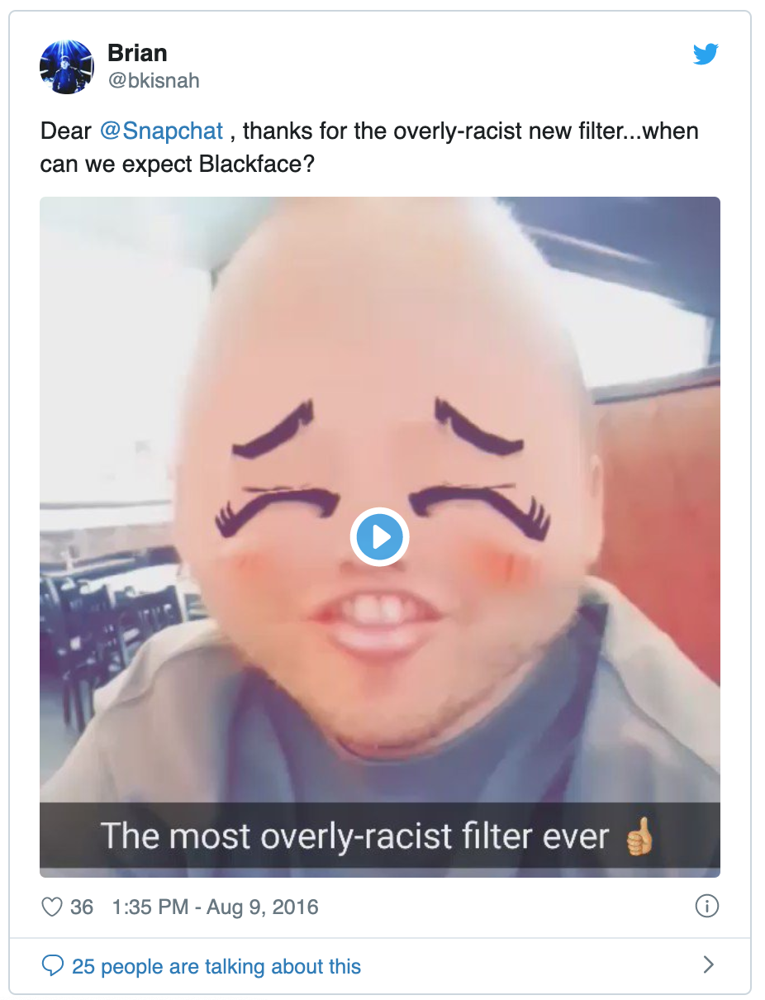 Brian
@bkisnah
Dear @Snapchat , thanks for the overly-racist new filter...when
can we expect Blackface?
The most overly-racist filter ever 👍
36 1:35 PM - Aug 9, 2016
25 people are talking about this